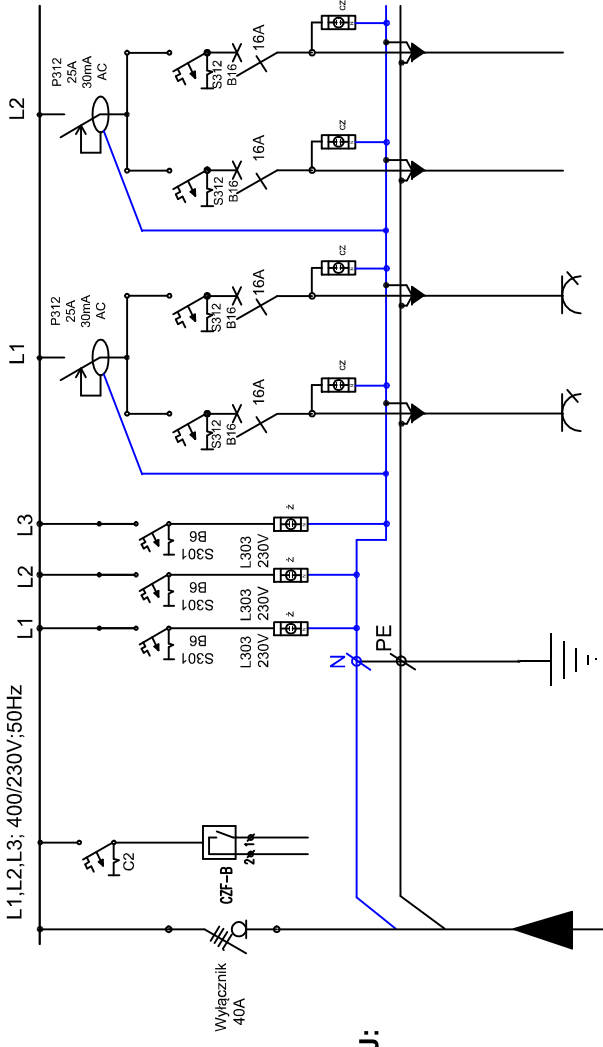 L1,L2,L3; 400/230V;50Hz
L1
L2
L3
L1
L2
P312
25A
30mA
AC
P312
25A
30mA
AC
S312
B16
16A
S312
B16
16A
S312
B16
16A
S312
B16
16A
cz
cz
cz
cz
S301
B6
S301
B6
S301
B6
L303
230V
L303
230V
L303
230V
ż
ż
ż
N
PE
C2
CZF-B
2 1
Wyłącznik
40A
J: